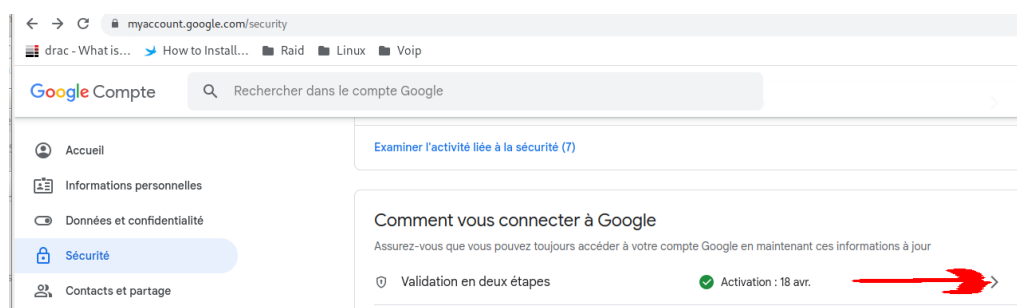 myaccount.google.com/security
drac - What is... How to Install... Raid Linux Voip
Google Compte Rechercher dans le compte Google
Examiner l'activité liée à la sécurité (7)
Accueil
Informations personnelles
Données et confidentialité
Sécurité
Contacts et partage
Comment vous connecter à Google
Assurez-vous que vous pouvez toujours accéder à votre compte Google en maintenant ces informations à jour
Validation en deux étapes Activation : 18 avr.